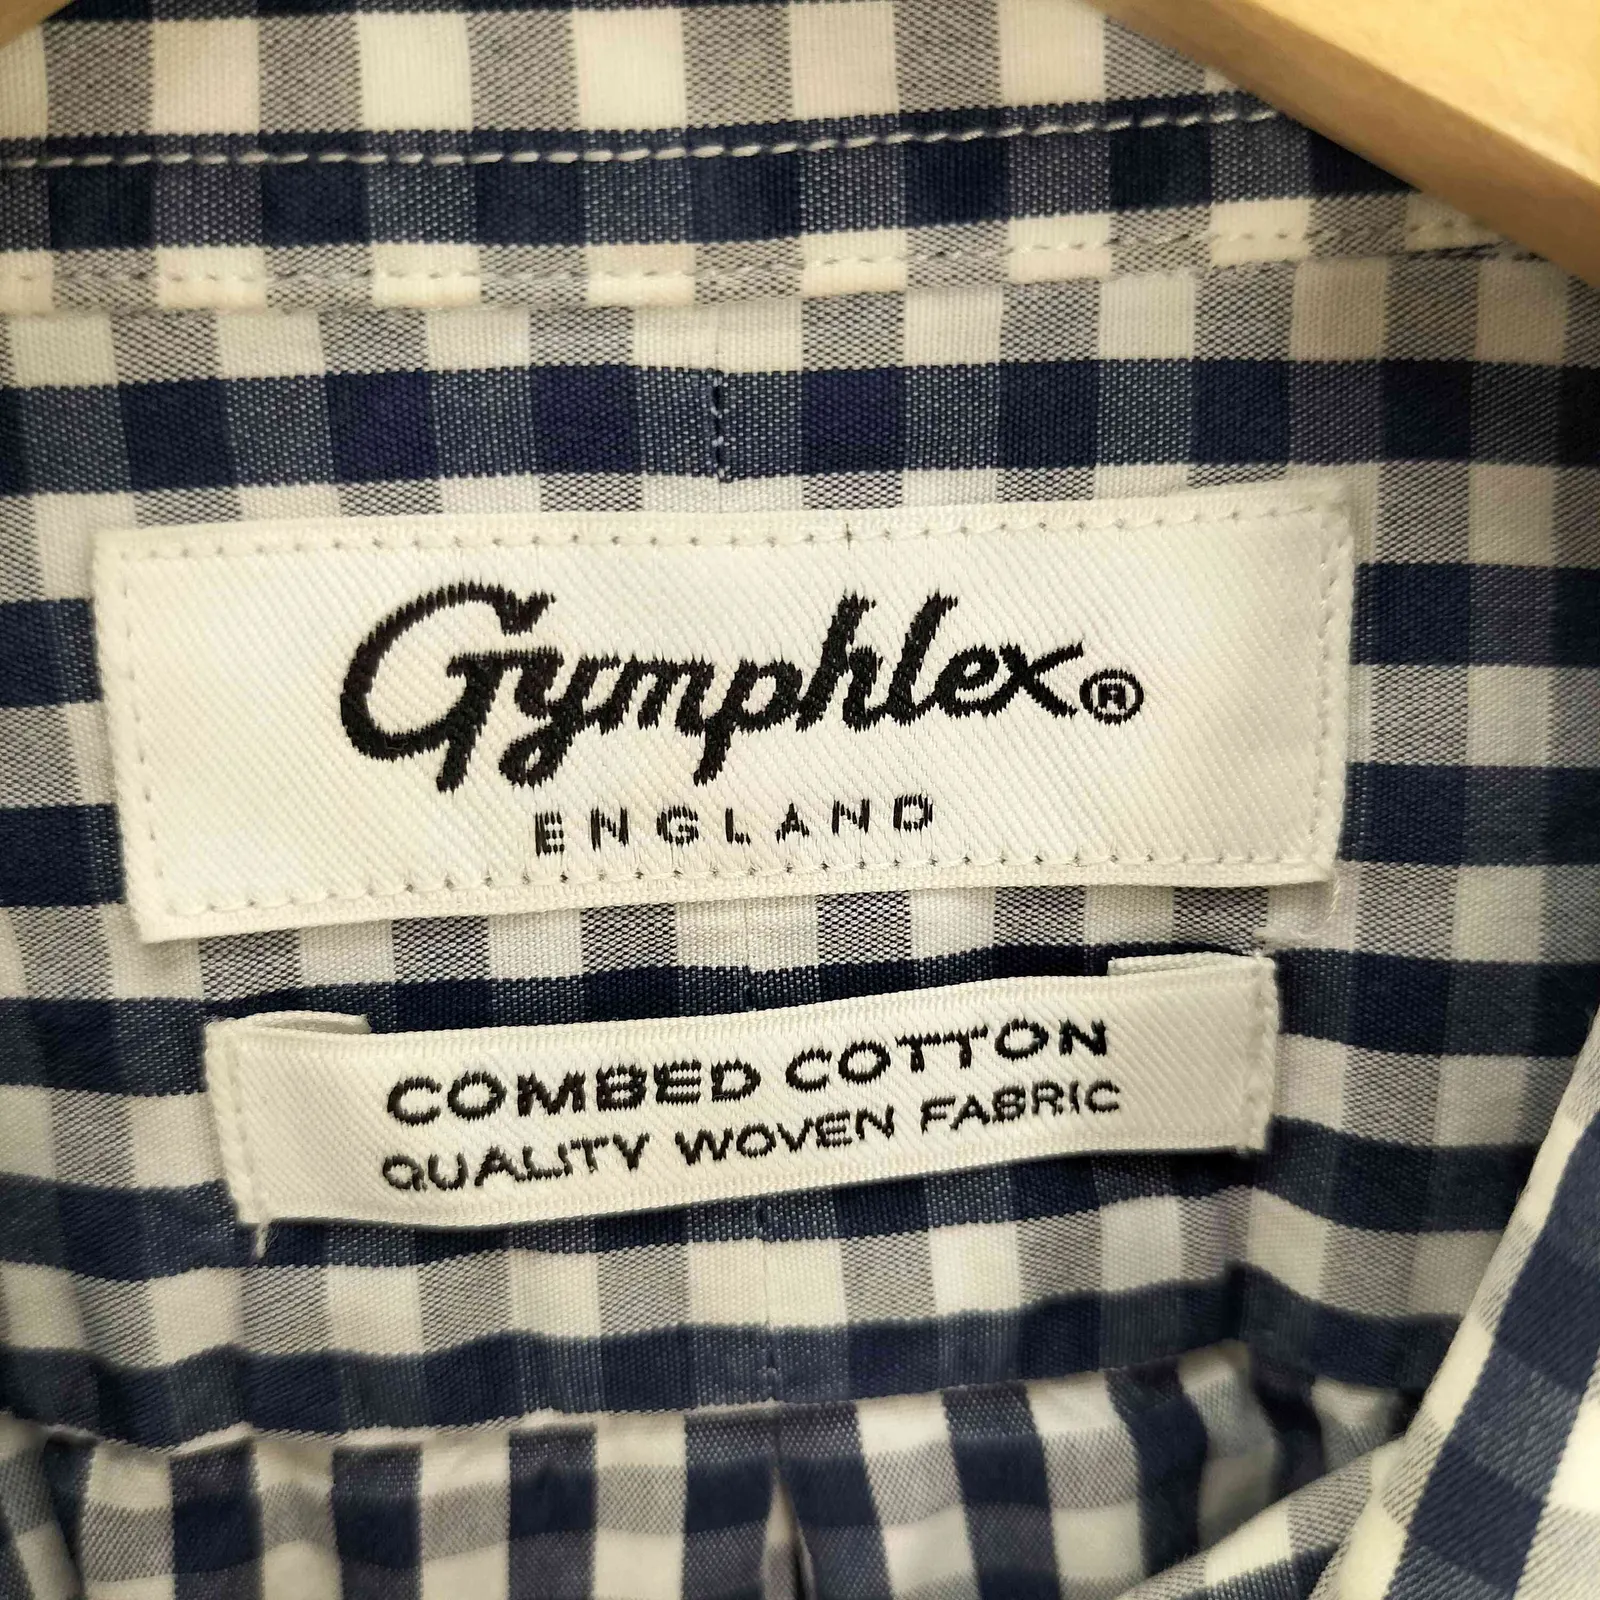 Gymphlex®
ENGLAND
COMBED COTTON
QUALITY WOVEN FABRIC